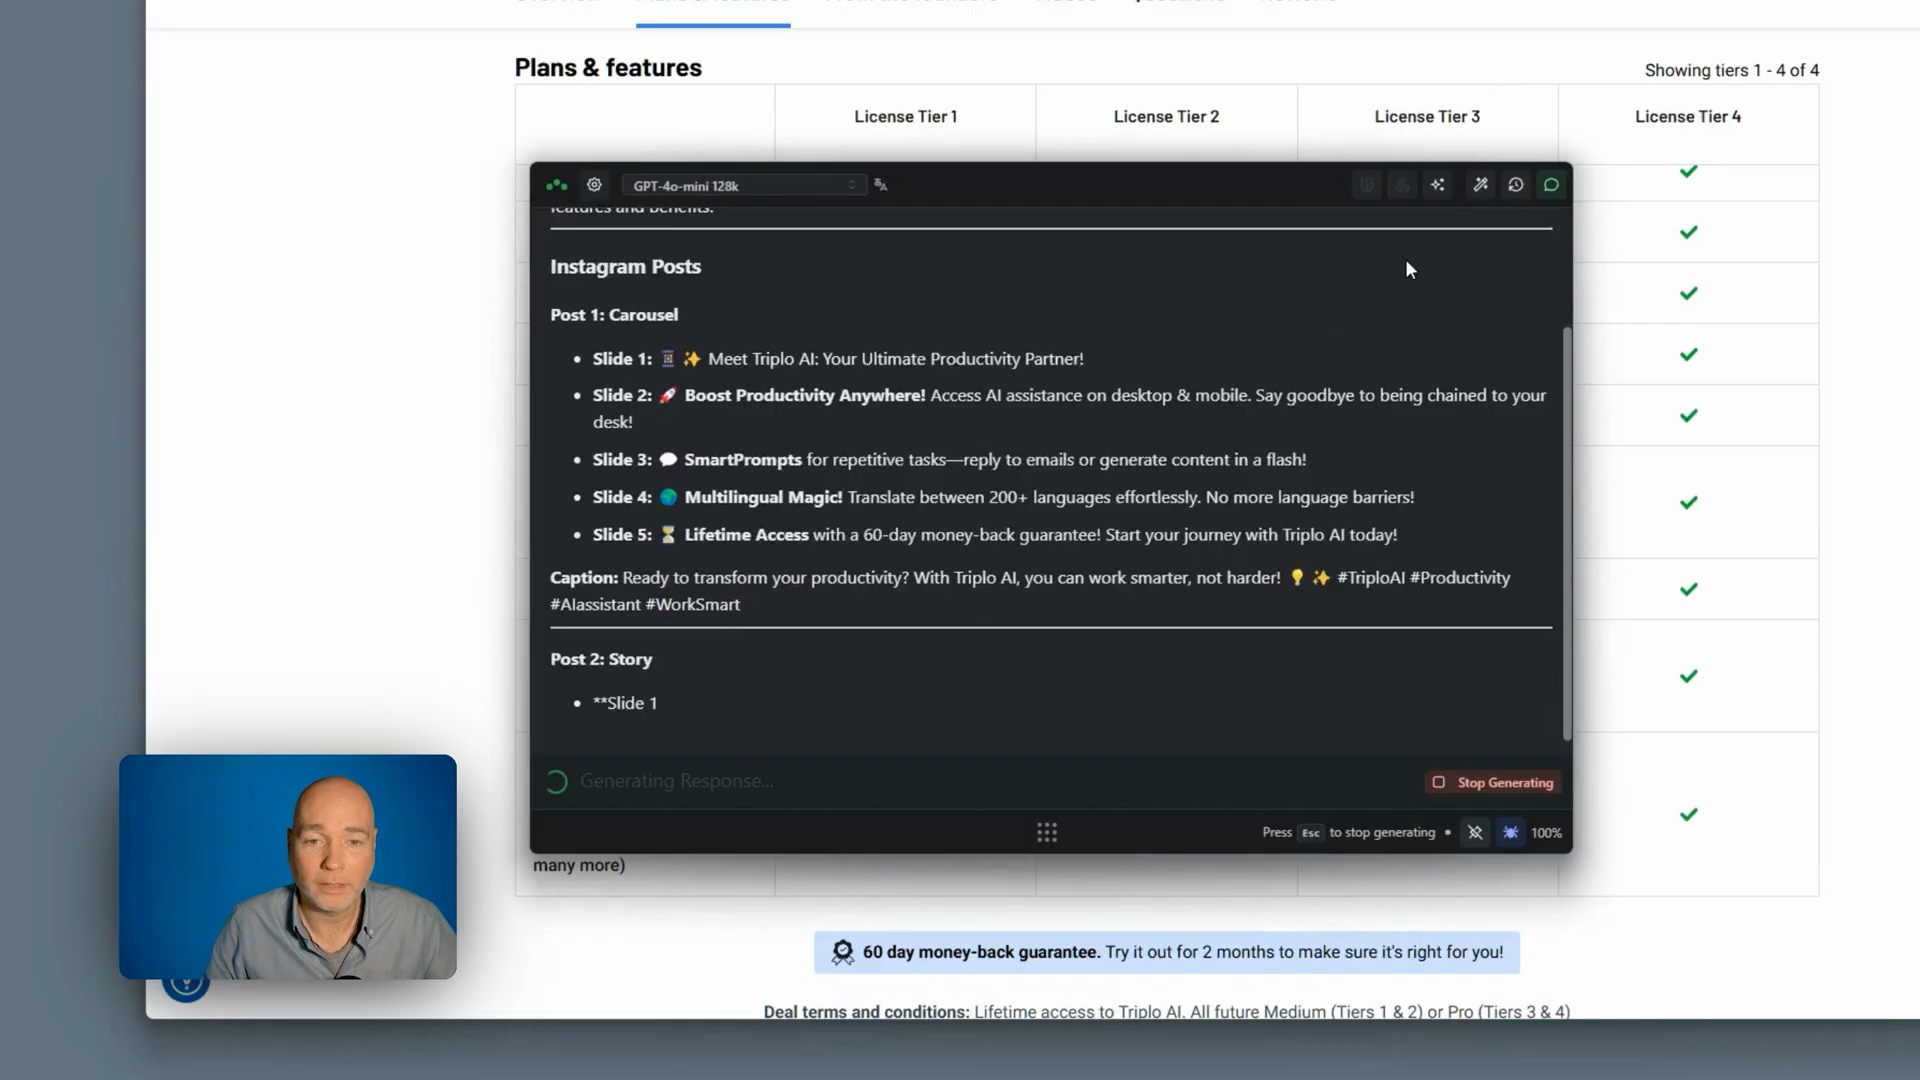 Plans & features
Showing tiers 1 - 4 of 4
License Tier 1
License Tier 2
License Tier 3
License Tier 4
GPT-4o-mini 128k
features and benefits.
Instagram Posts
Post 1: Carousel
Slide 1: 🧵 ✨ Meet Triplo AI: Your Ultimate Productivity Partner!
Slide 2: 🚀 Boost Productivity Anywhere! Access AI assistance on desktop & mobile. Say goodbye to being chained to your
desk!
Slide 3: 💬 SmartPrompts for repetitive tasks—reply to emails or generate content in a flash!
Slide 4: 🌍 Multilingual Magic! Translate between 200+ languages effortlessly. No more language barriers!
Slide 5: ⏳ Lifetime Access with a 60-day money-back guarantee! Start your journey with Triplo AI today!
Caption: Ready to transform your productivity? With Triplo AI, you can work smarter, not harder! 💡 ✨ #TriploAI #Productivity
#AIassistant #WorkSmart
Post 2: Story
**Slide 1
Generating Response...
Stop Generating
Press Esc to stop generating • 100%
many more)
60 day money-back guarantee. Try it out for 2 months to make sure it's right for you!
Deal terms and conditions: Lifetime access to Triplo AI. All future Medium (Tiers 1 & 2) or Pro (Tiers 3 & 4)